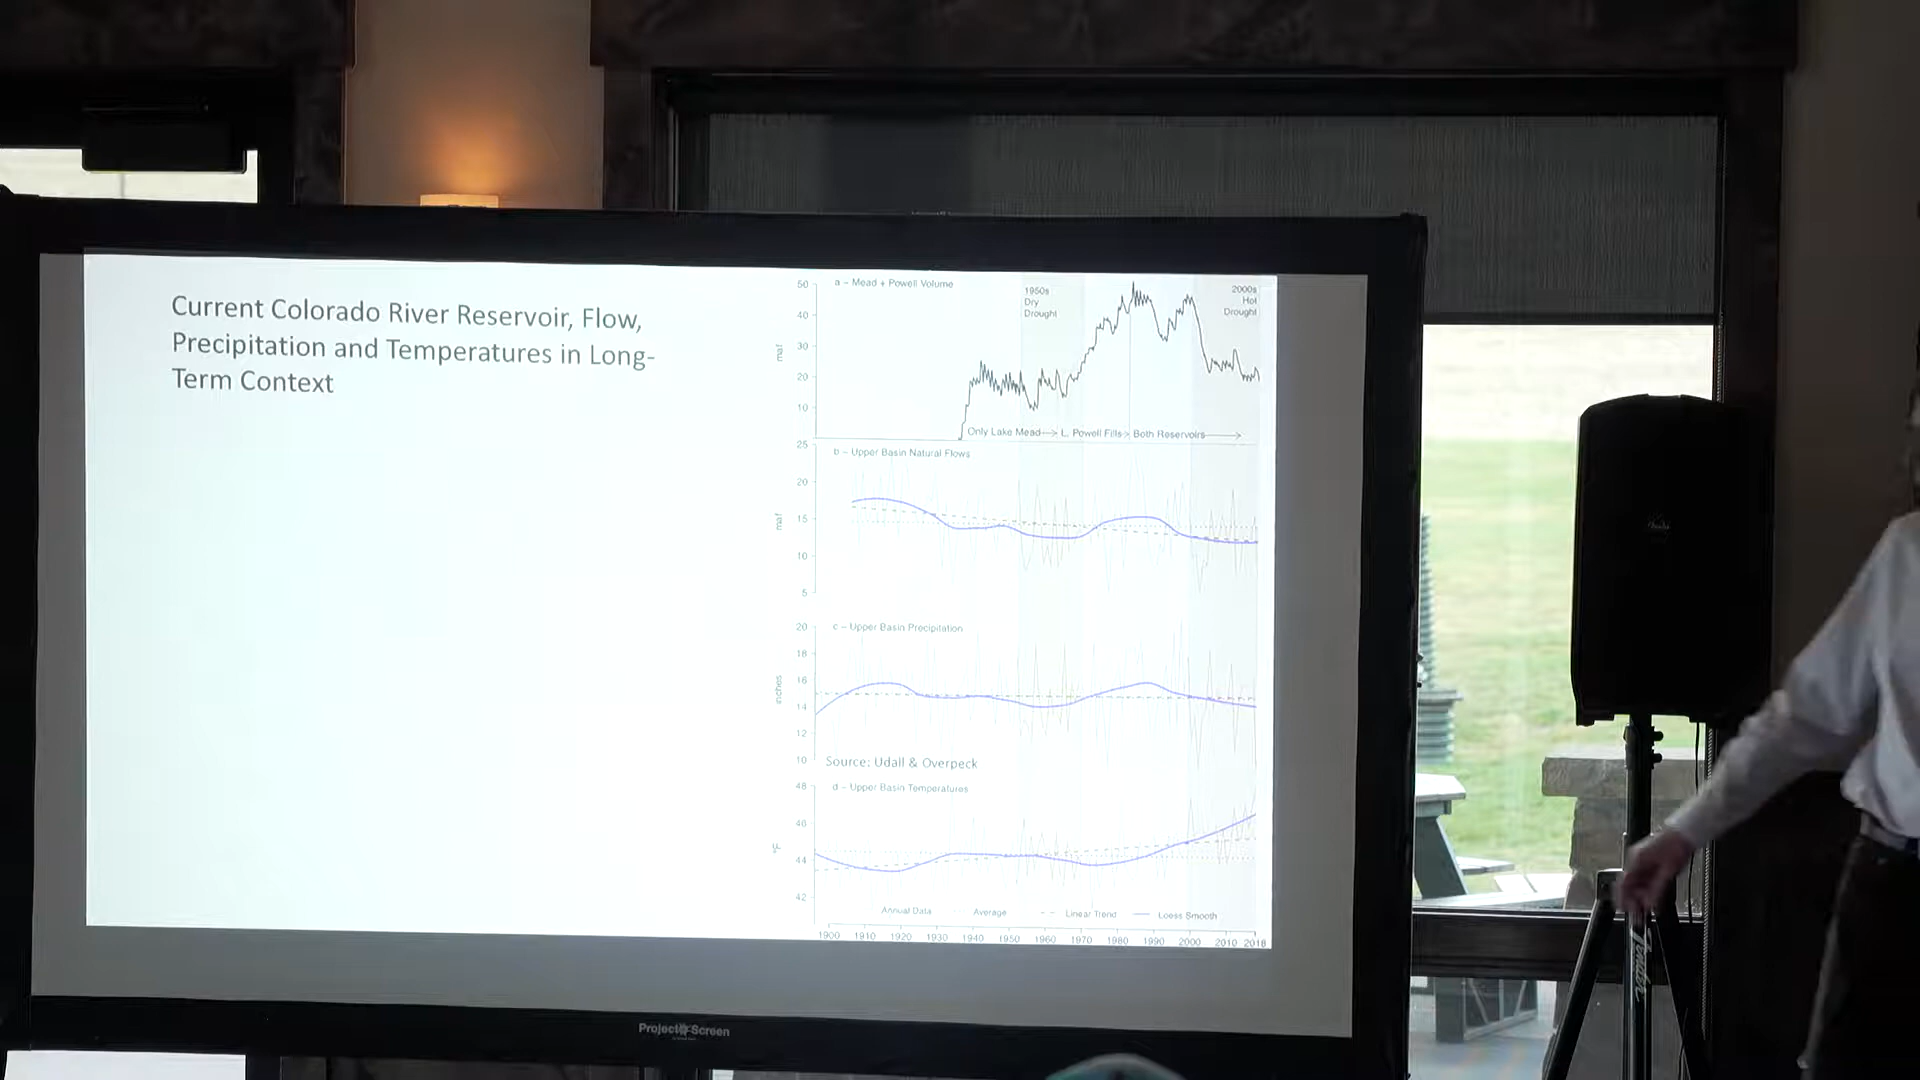 Current Colorado River Reservoir, Flow,
Precipitation and Temperatures in Long-
Term Context
a – Mead + Powell Volume
50
40
30
20
10
maf
1950s
Dry
Drought
2000s
Hot
Drought
Only Lake Mead → L. Powell Fills → Both Reservoirs →
b – Upper Basin Natural Flows
25
20
15
10
5
maf
c – Upper Basin Precipitation
20
18
16
14
12
10
inches
Source: Udall & Overpeck
d – Upper Basin Temperatures
48
46
44
42
°F
Annual Data Average Linear Trend Loess Smooth
1900 1910 1920 1930 1940 1950 1960 1970 1980 1990 2000 2010 2018
Project Screen
Fender